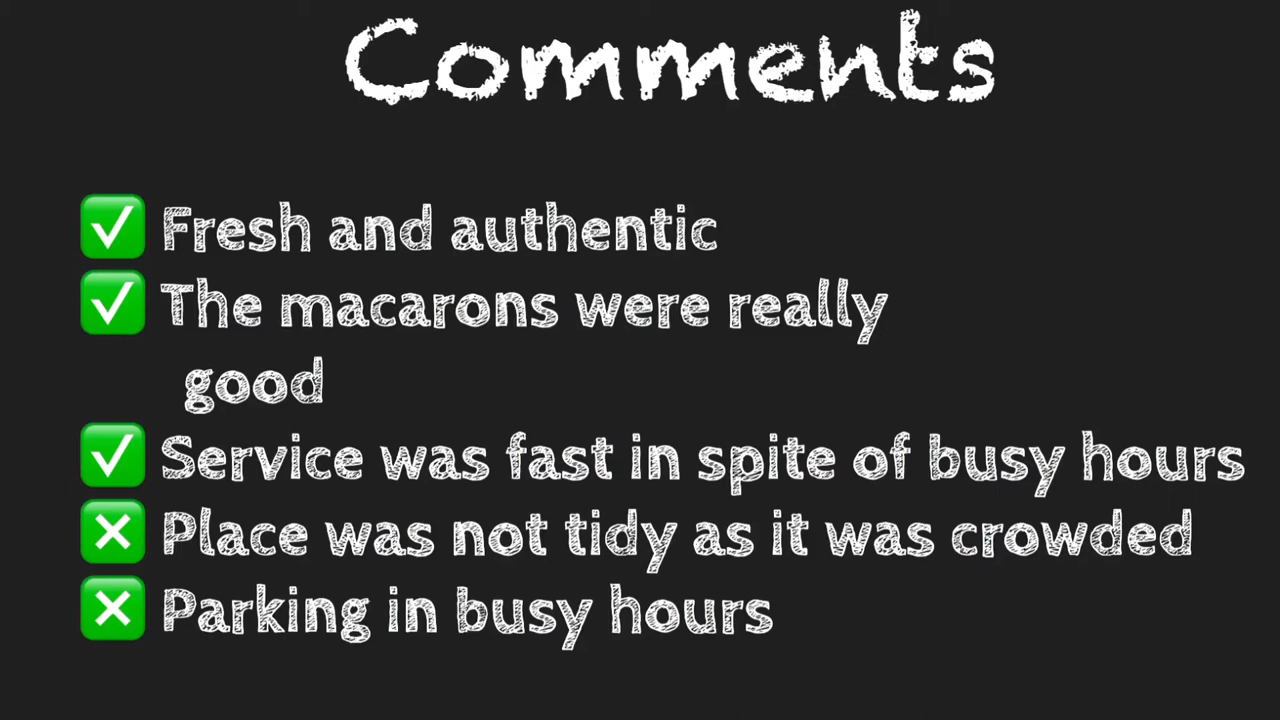 Comments
✅ Fresh and authentic
✅ The macarons were really
good
✅ Service was fast in spite of busy hours
❎ Place was not tidy as it was crowded
❎ Parking in busy hours